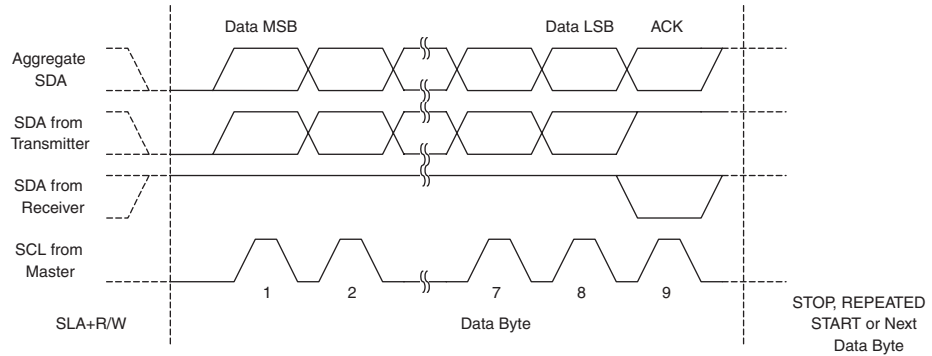 Data MSB
Data LSB
ACK
Aggregate
SDA
SDA from
Transmitter
SDA from
Receiver
SCL from
Master
1
2
7
8
9
SLA+R/W
Data Byte
STOP, REPEATED
START or Next
Data Byte